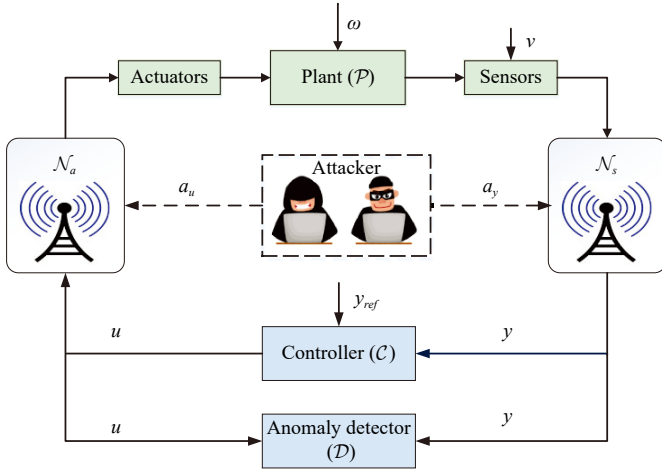 ω
v
Actuators
Plant (𝒫)
Sensors
𝒩a
Attacker
𝒩s
au
ay
yref
u
Controller (𝒞)
y
u
Anomaly detector
(𝒟)
y